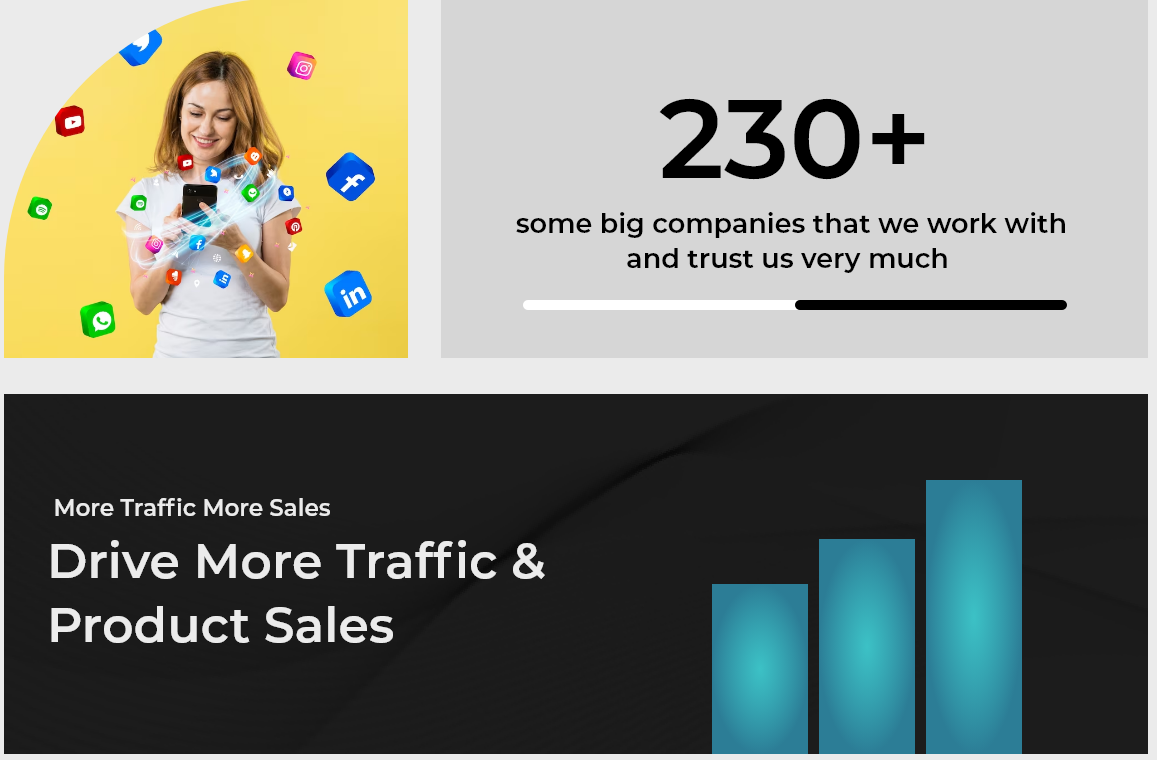 230+
some big companies that we work with
and trust us very much
More Traffic More Sales
Drive More Traffic &
Product Sales